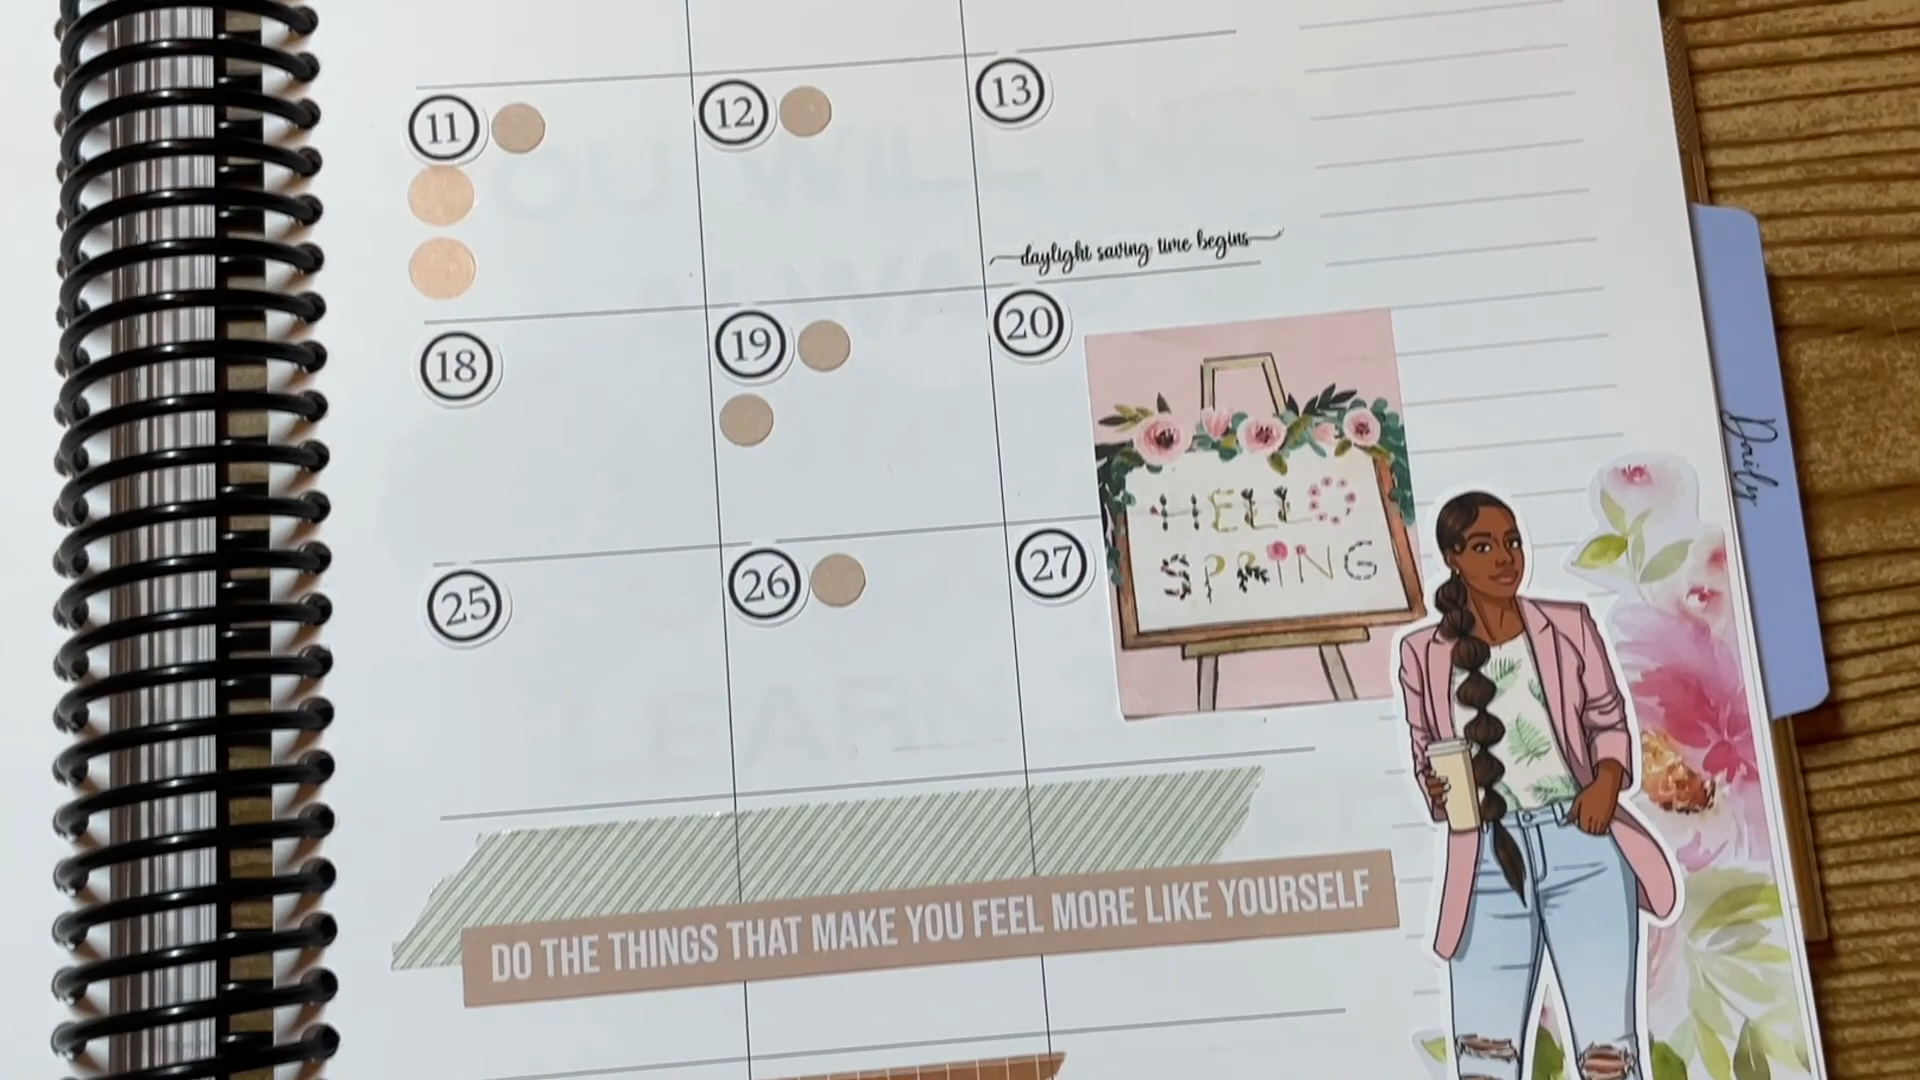 11 12 13
daylight saving time begins
18 19 20
HELLO
SPRING
Daily
25 26 27
DO THE THINGS THAT MAKE YOU FEEL MORE LIKE YOURSELF